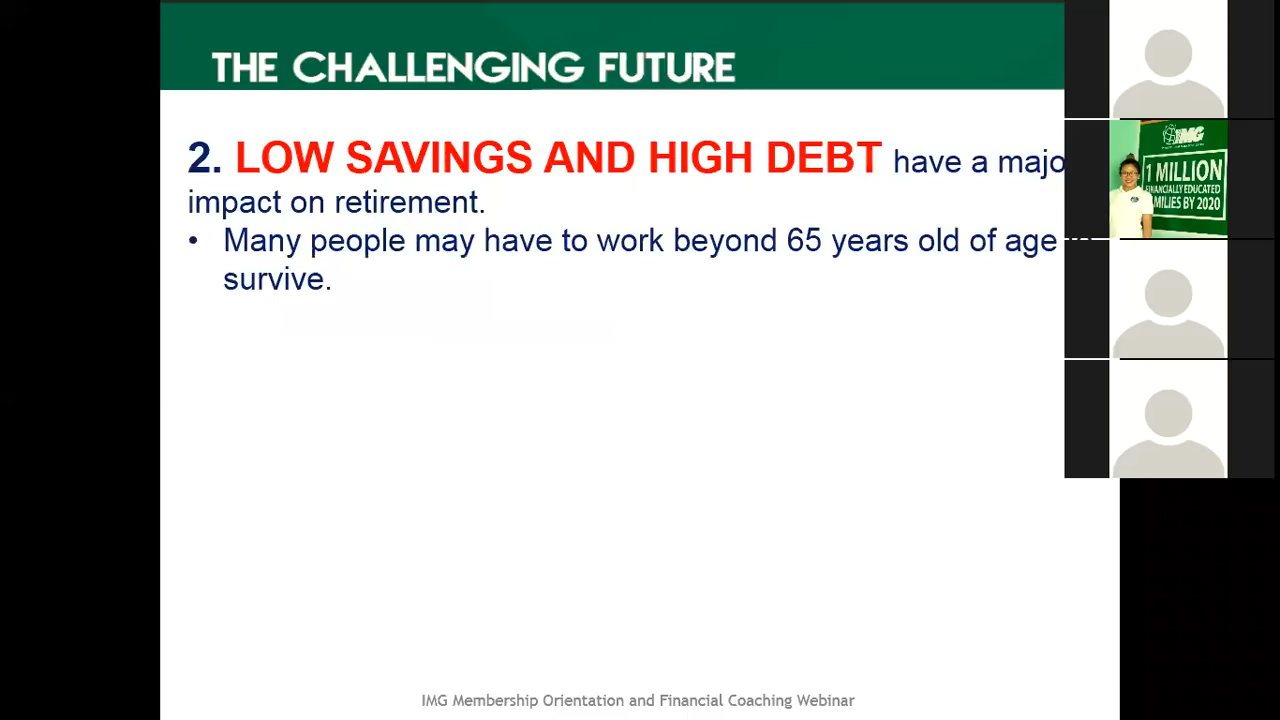 THE CHALLENGING FUTURE
2. LOW SAVINGS AND HIGH DEBT have a majo
impact on retirement.
• Many people may have to work beyond 65 years old of age
survive.
IMG
1 MILLION
FINANCIALLY EDUCATED
FAMILIES BY 2020
IMG Membership Orientation and Financial Coaching Webinar